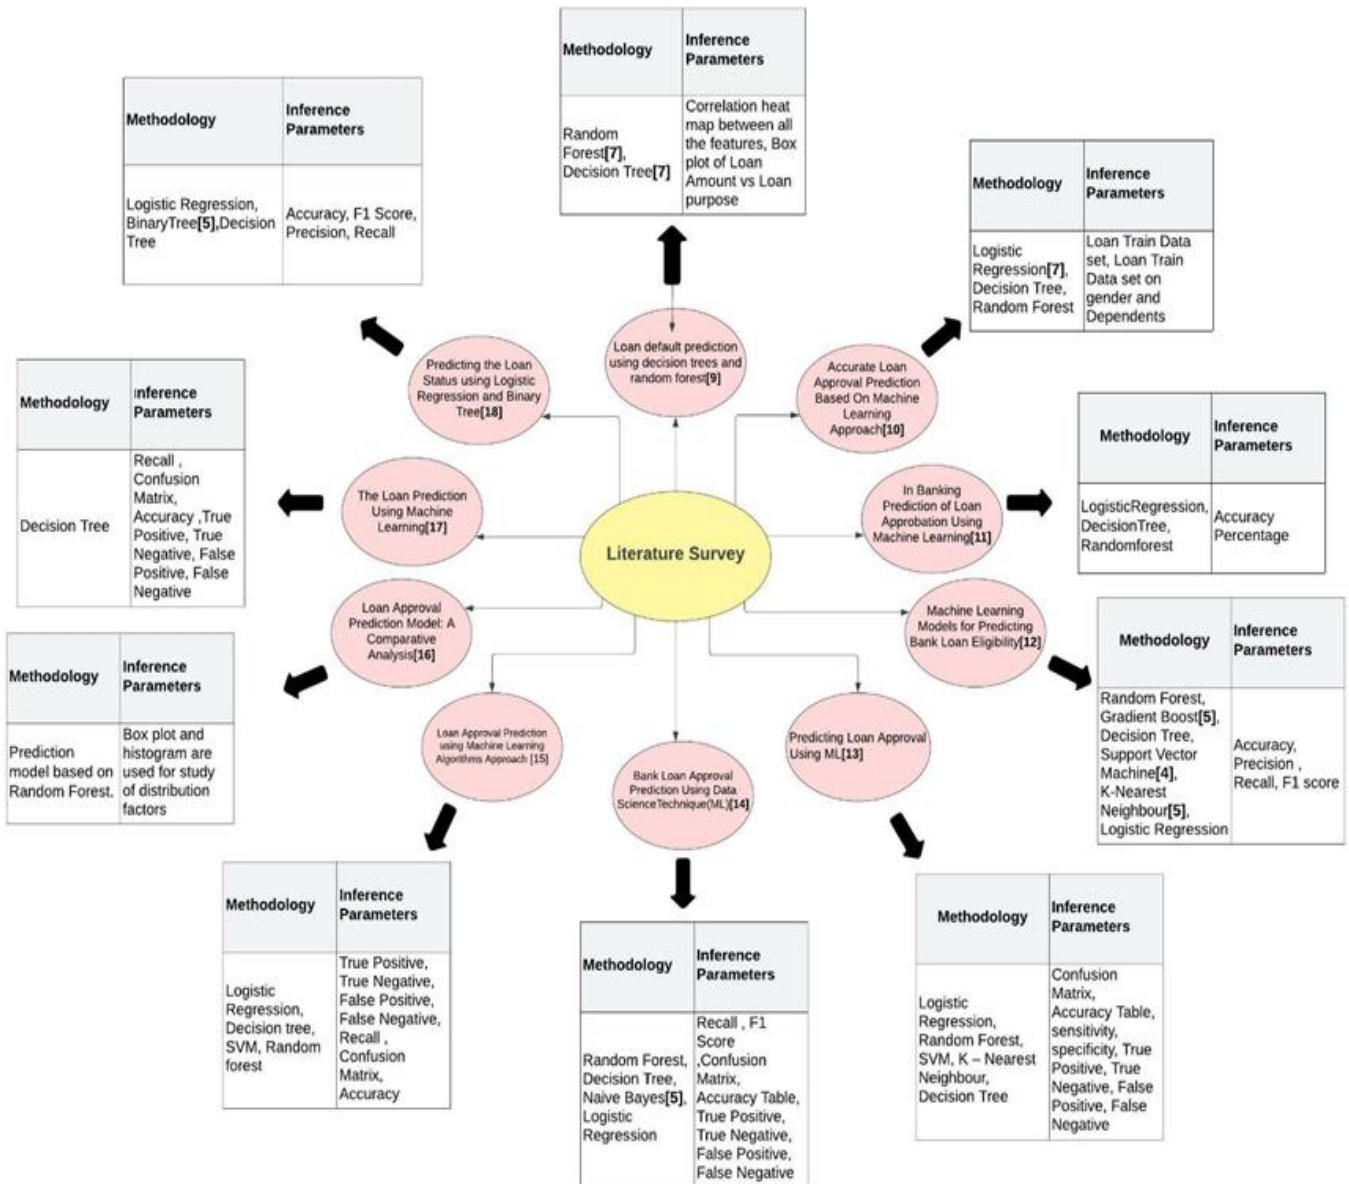 Methodology
Inference
Parameters
Random
Forest[7],
Decision Tree[7]
Correlation heat
map between all
the features, Box
plot of Loan
Amount vs Loan
purpose
Methodology
Inference
Parameters
Logistic Regression,
BinaryTree[5],Decision
Tree
Accuracy, F1 Score,
Precision, Recall
Methodology
Inference
Parameters
Logistic
Regression[7],
Decision Tree,
Random Forest
Loan Train Data
set, Loan Train
Data set on
gender and
Dependents
Predicting the Loan
Status using Logistic
Regression and Binary
Tree[18]
Loan default prediction
using decision trees and
random forest[9]
Accurate Loan
Approval Prediction
Based On Machine
Learning
Approach[10]
Methodology
Inference
Parameters
Decision Tree
Recall ,
Confusion
Matrix,
Accuracy ,True
Positive, True
Negative, False
Positive, False
Negative
The Loan Prediction
Using Machine
Learning[17]
In Banking
Prediction of Loan
Approbation Using
Machine Learning[11]
Methodology
Inference
Parameters
LogisticRegression,
DecisionTree,
Randomforest
Accuracy
Percentage
Literature Survey
Loan Approval
Prediction Model: A
Comparative
Analysis[16]
Machine Learning
Models for Predicting
Bank Loan Eligibility[12]
Methodology
Inference
Parameters
Prediction
model based on
Random Forest.
Box plot and
histogram are
used for study
of distribution
factors
Methodology
Inference
Parameters
Random Forest,
Gradient Boost[5],
Decision Tree,
Support Vector
Machine[4],
K-Nearest
Neighbour[5],
Logistic Regression
Accuracy,
Precision ,
Recall, F1 score
Loan Approval Prediction
using Machine Learning
Algorithms Approach [15]
Bank Loan Approval
Prediction Using Data
ScienceTechnique(ML)[14]
Predicting Loan Approval
Using ML[13]
Methodology
Inference
Parameters
Logistic
Regression,
Decision tree,
SVM, Random
forest
True Positive,
True Negative,
False Positive,
False Negative,
Recall ,
Confusion
Matrix,
Accuracy
Methodology
Inference
Parameters
Random Forest,
Decision Tree,
Naive Bayes[5],
Logistic
Regression
Recall , F1
Score
,Confusion
Matrix,
Accuracy Table,
True Positive,
True Negative,
False Positive,
False Negative
Methodology
Inference
Parameters
Logistic
Regression,
Random Forest,
SVM, K – Nearest
Neighbour,
Decision Tree
Confusion
Matrix,
Accuracy Table,
sensitivity,
specificity, True
Positive, True
Negative, False
Positive, False
Negative